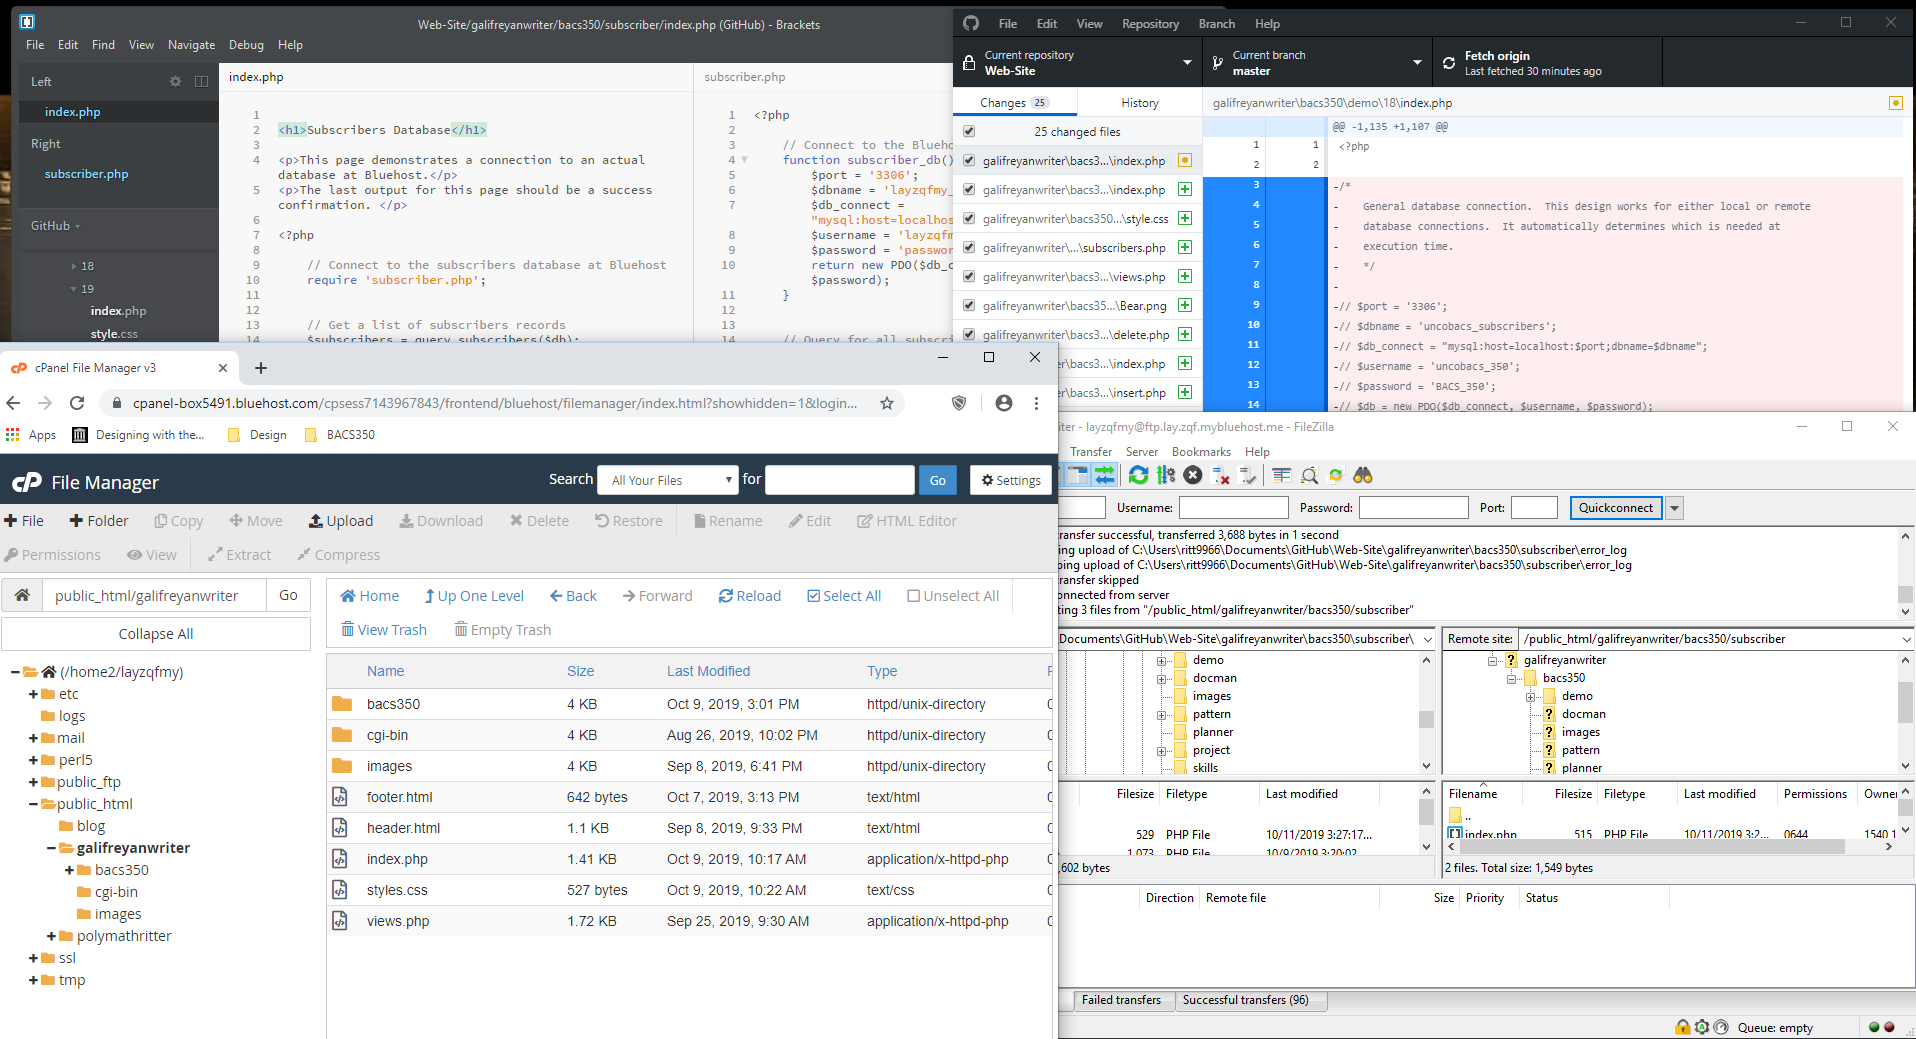 Web-Site/galifreyanwriter/bacs350/subscriber/index.php (GitHub) - Brackets
File Edit Find View Navigate Debug Help
Left
index.php
Right
subscriber.php
GitHub
18
19
index.php
style.css
index.php
1
2 <h1>Subscribers Database</h1>
3
4 <p>This page demonstrates a connection to an actual
database at Bluehost.</p>
5 <p>The last output for this page should be a success
confirmation. </p>
6
7 <?php
8
9 // Connect to the subscribers database at Bluehost
10 require 'subscriber.php';
11
12
13 // Get a list of subscribers records
14 $subscribers = query_subscribers($db);
subscriber.php
1 <?php
2
3 // Connect to the Blueho
4 function subscriber_db()
5 $port = '3306';
6 $dbname = 'layzqfmy_
7 $db_connect =
"mysql:host=localhos
8 $username = 'layzqfm
9 $password = 'passwor
10 return new PDO($db_c
$password);
11 }
12
13
14 // Query for all subscri
File Edit View Repository Branch Help
Current repository
Web-Site
Current branch
master
Fetch origin
Last fetched 30 minutes ago
Changes 25
History
galifreyanwriter\bacs350\demo\18\index.php
25 changed files
galifreyanwriter\bacs3...\index.php
galifreyanwriter\bacs3...\index.php
galifreyanwriter\bacs350...\style.css
galifreyanwriter\...\subscribers.php
galifreyanwriter\bacs3...\views.php
galifreyanwriter\bacs35...\Bear.png
galifreyanwriter\bacs3...\delete.php
writer\bacs3...\index.php
writer\bacs3...\insert.php
@@ -1,135 +1,107 @@
1 1 <?php
2 2
3 -/*
4 - General database connection. This design works for either local or remote
5 - database connections. It automatically determines which is needed at
6 - execution time.
7 - */
8 -
9 -// $port = '3306';
10 -// $dbname = 'uncobacs_subscribers';
11 -// $db_connect = "mysql:host=localhost:$port;dbname=$dbname";
12 -// $username = 'uncobacs_350';
13 -// $password = 'BACS_350';
14 -// $db = new PDO($db_connect, $username, $password);
cPanel File Manager v3
cpanel-box5491.bluehost.com/cpsess7143967843/frontend/bluehost/filemanager/index.html?showhidden=1&login...
Apps Designing with the... Design BACS350
cP File Manager
Search All Your Files for Go Settings
File Folder Copy Move Upload Download Delete Restore Rename Edit HTML Editor
Permissions View Extract Compress
public_html/galifreyanwriter Go
Collapse All
(/home2/layzqfmy)
etc
logs
mail
perl5
public_ftp
public_html
blog
galifreyanwriter
bacs350
cgi-bin
images
polymathritter
ssl
tmp
Home Up One Level Back Forward Reload Select All Unselect All
View Trash Empty Trash
Name Size Last Modified Type
bacs350 4 KB Oct 9, 2019, 3:01 PM httpd/unix-directory
cgi-bin 4 KB Aug 26, 2019, 10:02 PM httpd/unix-directory
images 4 KB Sep 8, 2019, 6:41 PM httpd/unix-directory
footer.html 642 bytes Oct 7, 2019, 3:13 PM text/html
header.html 1.1 KB Sep 8, 2019, 9:33 PM text/html
index.php 1.41 KB Oct 9, 2019, 10:17 AM application/x-httpd-php
styles.css 527 bytes Oct 9, 2019, 10:22 AM text/css
views.php 1.72 KB Sep 25, 2019, 9:30 AM application/x-httpd-php
iter - layzqfmy@ftp.lay.zqf.mybluehost.me - FileZilla
Transfer Server Bookmarks Help
Username: Password: Port: Quickconnect
transfer successful, transferred 3,688 bytes in 1 second
ing upload of C:\Users\ritt9966\Documents\GitHub\Web-Site\galifreyanwriter\bacs350\subscriber\error_log
ping upload of C:\Users\ritt9966\Documents\GitHub\Web-Site\galifreyanwriter\bacs350\subscriber\error_log
transfer skipped
onnected from server
ting 3 files from "/public_html/galifreyanwriter/bacs350/subscriber"
Documents\GitHub\Web-Site\galifreyanwriter\bacs350\subscriber\
demo
docman
images
pattern
planner
project
skills
Remote site: /public_html/galifreyanwriter/bacs350/subscriber
galifreyanwriter
bacs350
demo
docman
images
pattern
planner
Filesize Filetype Last modified
529 PHP File 10/11/2019 3:27:17...
1,073 PHP File 10/9/2019 3:20:02
,602 bytes
Filename Filesize Filetype Last modified Permissions Owner
..
index.php 515 PHP File 10/11/2019 3:2... 0644 1540 1
2 files. Total size: 1,549 bytes
Direction Remote file Size Priority Status
Failed transfers Successful transfers (96)
Queue: empty